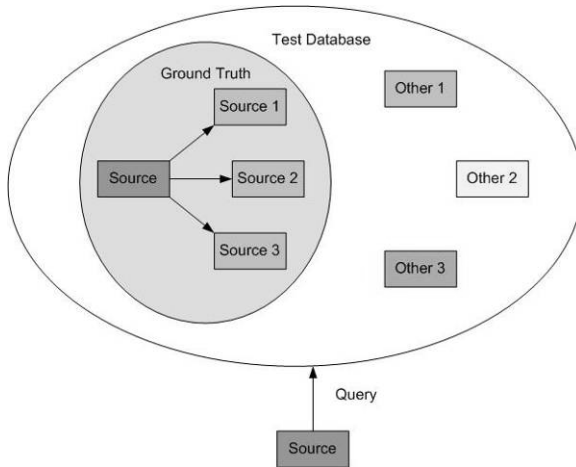 Test Database
Ground Truth
Source 1
Other 1
Source
Source 2
Other 2
Source 3
Other 3
Query
Source